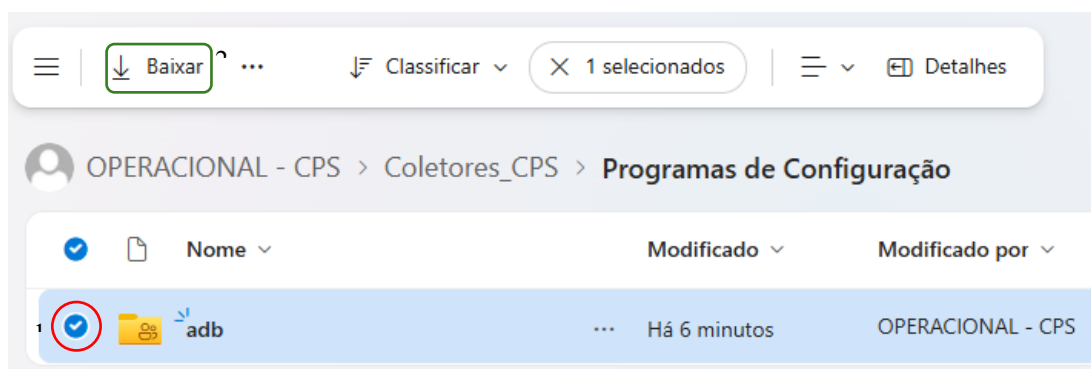 Baixar ··· Classificar 1 selecionados Detalhes
OPERACIONAL - CPS > Coletores_CPS > Programas de Configuração
Nome Modificado Modificado por
1 adb ··· Há 6 minutos OPERACIONAL - CPS